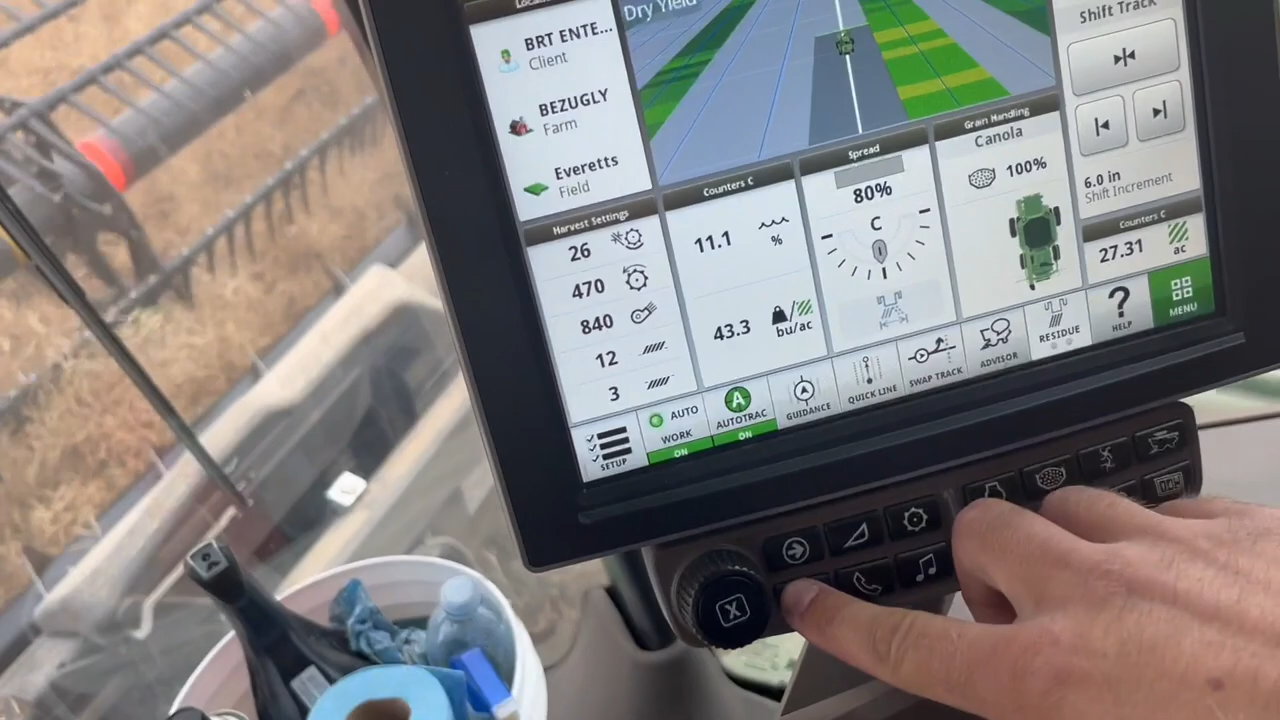 Dry Yield
BRT ENTE...
Client
BEZUGLY
Farm
Everetts
Field
Harvest Settings
26
470
840
12
3
Counters C
11.1
%
43.3
bu/ac
Spread
80%
C
Grain Handling
Canola
100%
Shift Track
6.0 in
Shift Increment
Counters C
27.31
ac
SETUP
AUTO
WORK
ON
A
AUTOTRAC
ON
GUIDANCE
QUICK LINE
SWAP TRACK
ADVISOR
RESIDUE
?
HELP
MENU
X